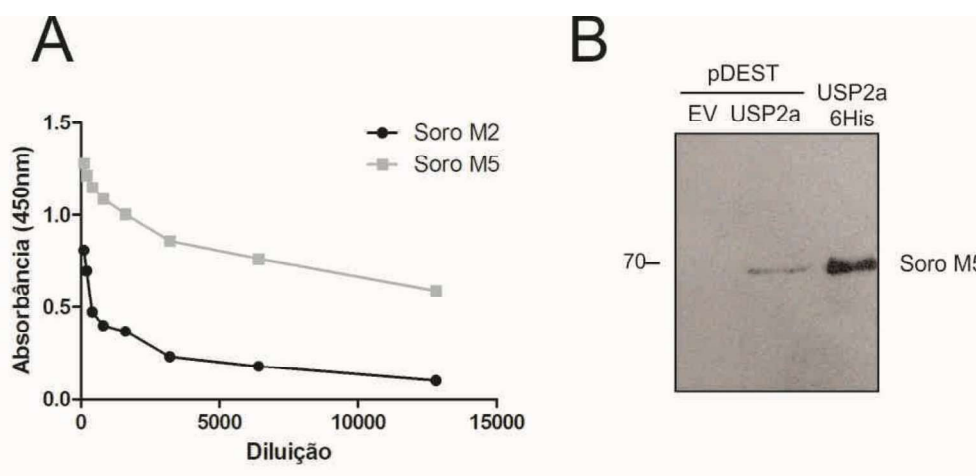 A
Absorbância (450nm)
1.5
1.0
0.5
0.0
0
5000
10000
15000
Diluição
Soro M2
Soro M5
B
pDEST
EV USP2a
USP2a
6His
70
Soro M5